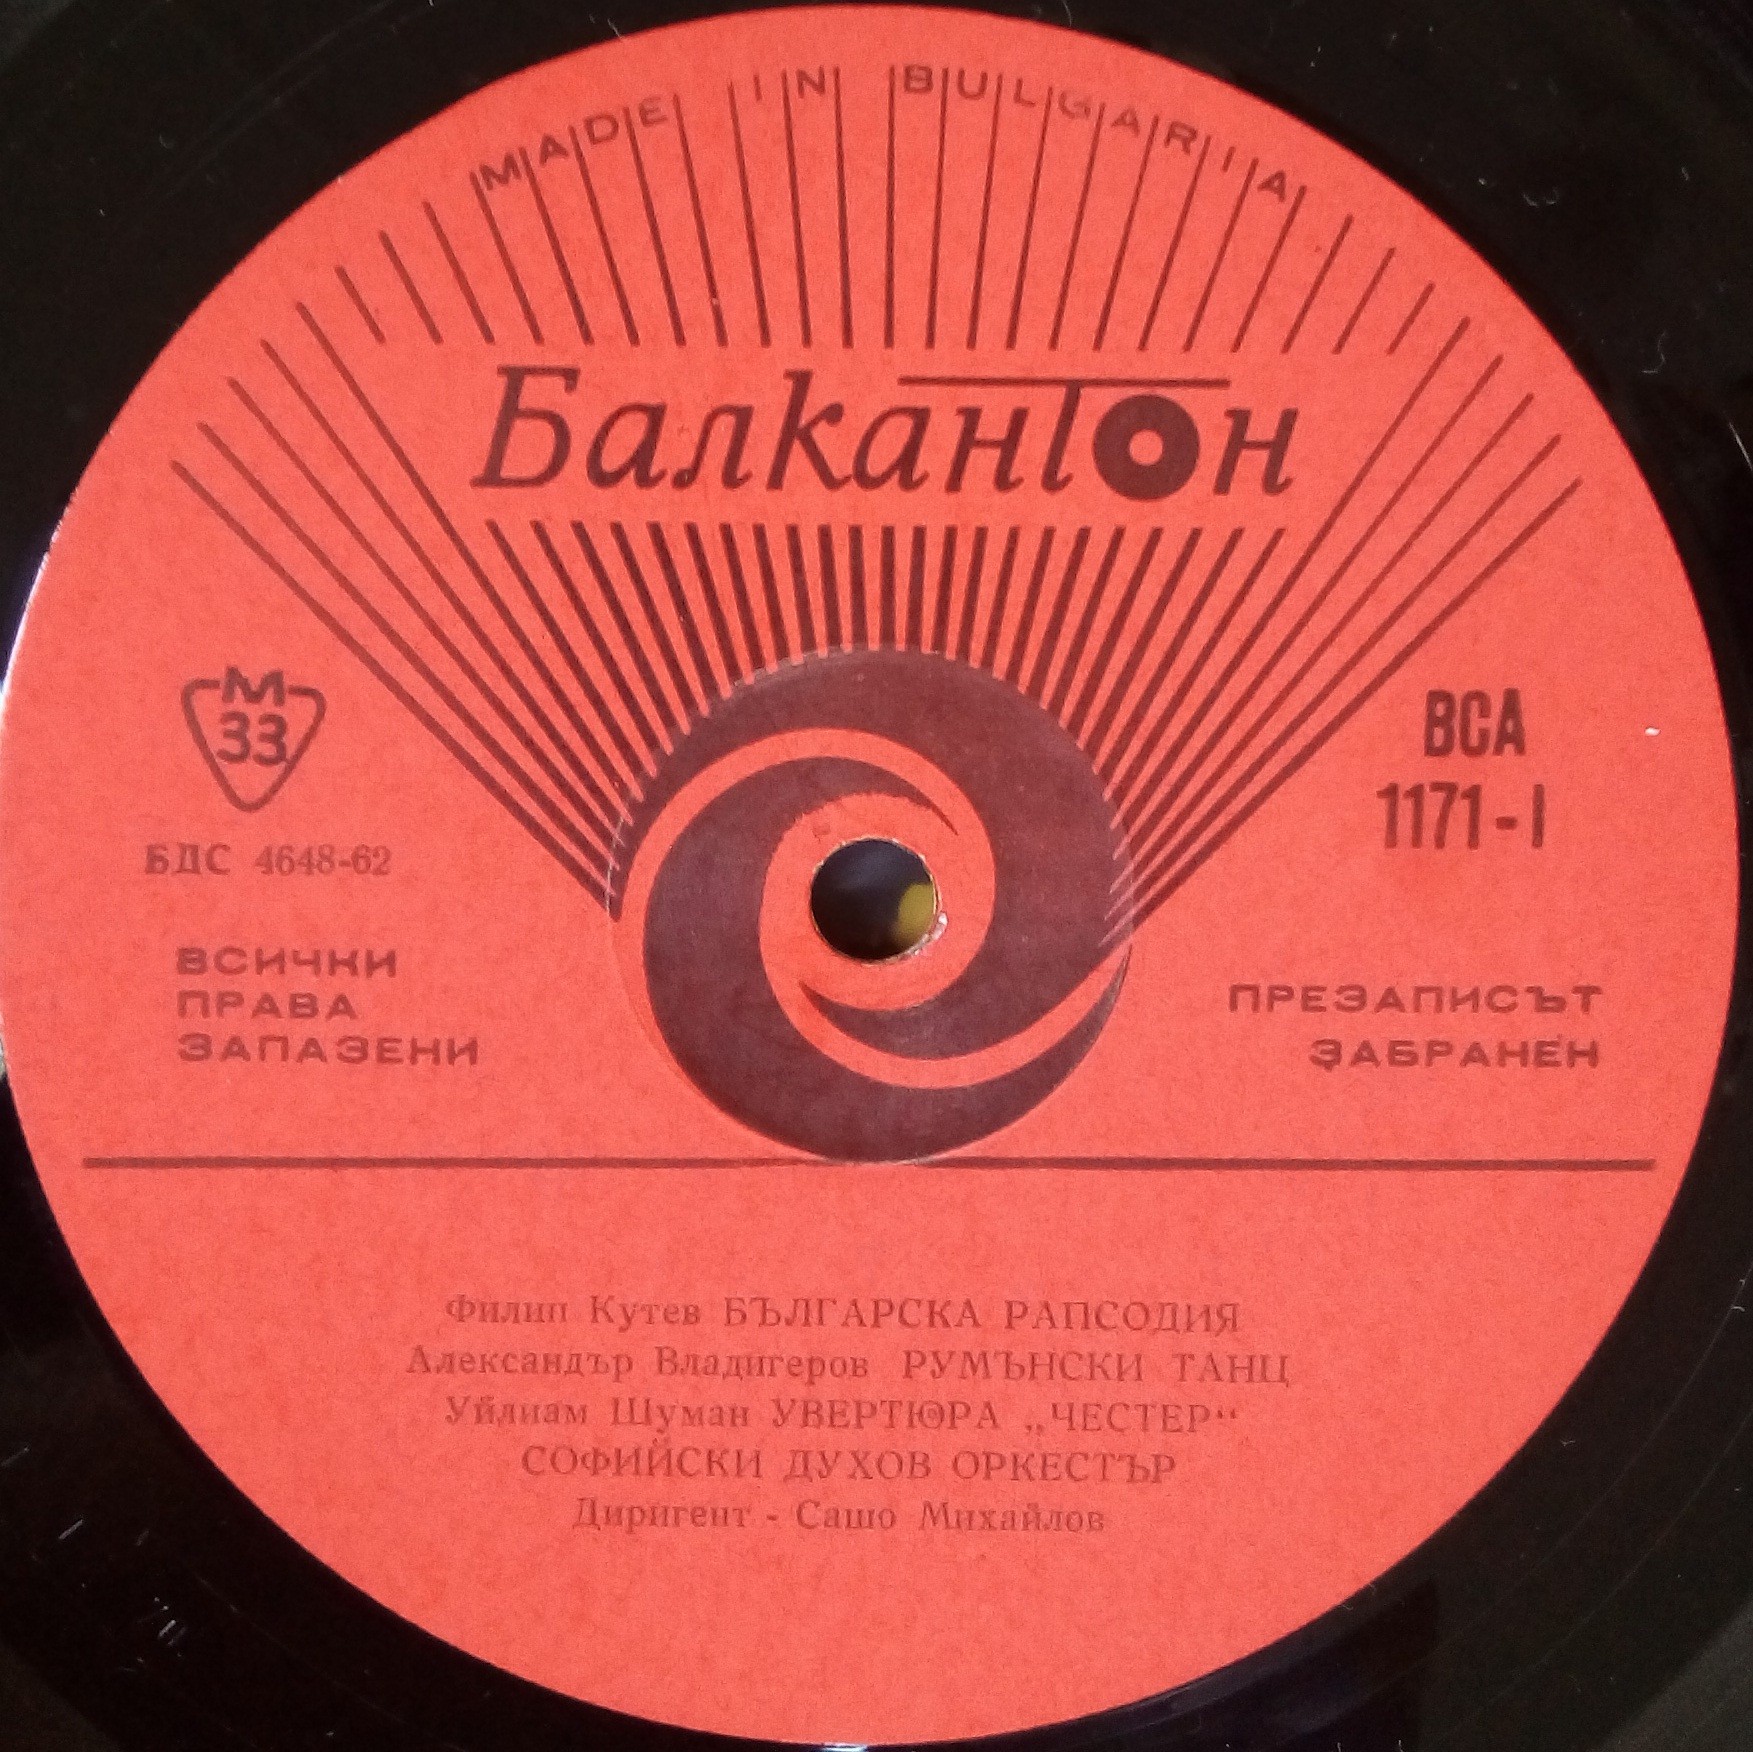 MADE IN BULGARIA
Балкантон
М
33
БДС 4648-62
ВСИЧКИ
ПРАВА
ЗАПАЗЕНИ
ВСА
1171-I
ПРЕЗАПИСЪТ
ЗАБРАНЕН
Филип Кутев БЪЛГАРСКА РАПСОДИЯ
Александър Владигеров РУМЪНСКИ ТАНЦ
Уйлиам Шуман УВЕРТЮРА „ЧЕСТЕР“
СОФИЙСКИ ДУХОВ ОРКЕСТЪР
Диригент - Сашо Михайлов